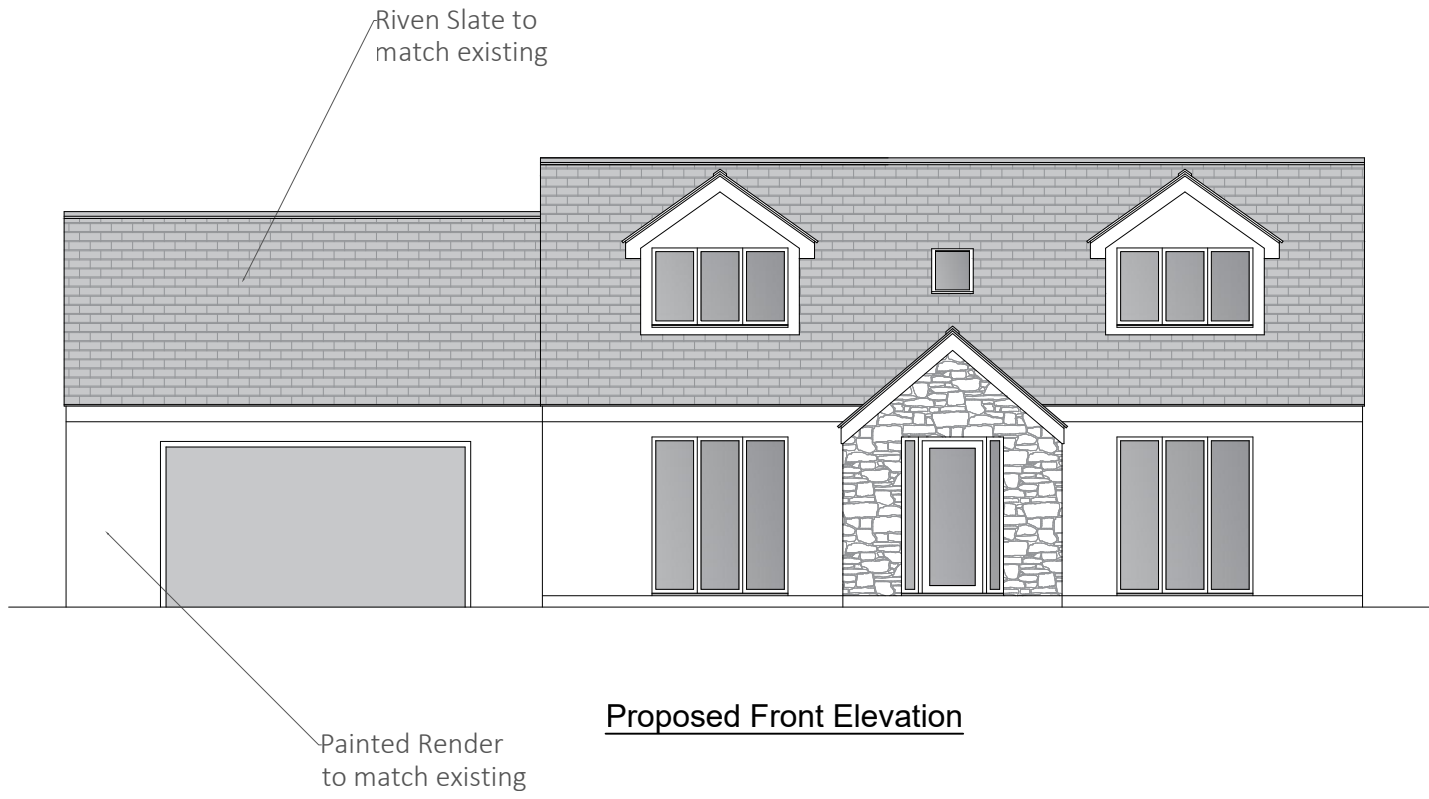 Riven Slate to
match existing
Proposed Front Elevation
Painted Render
to match existing